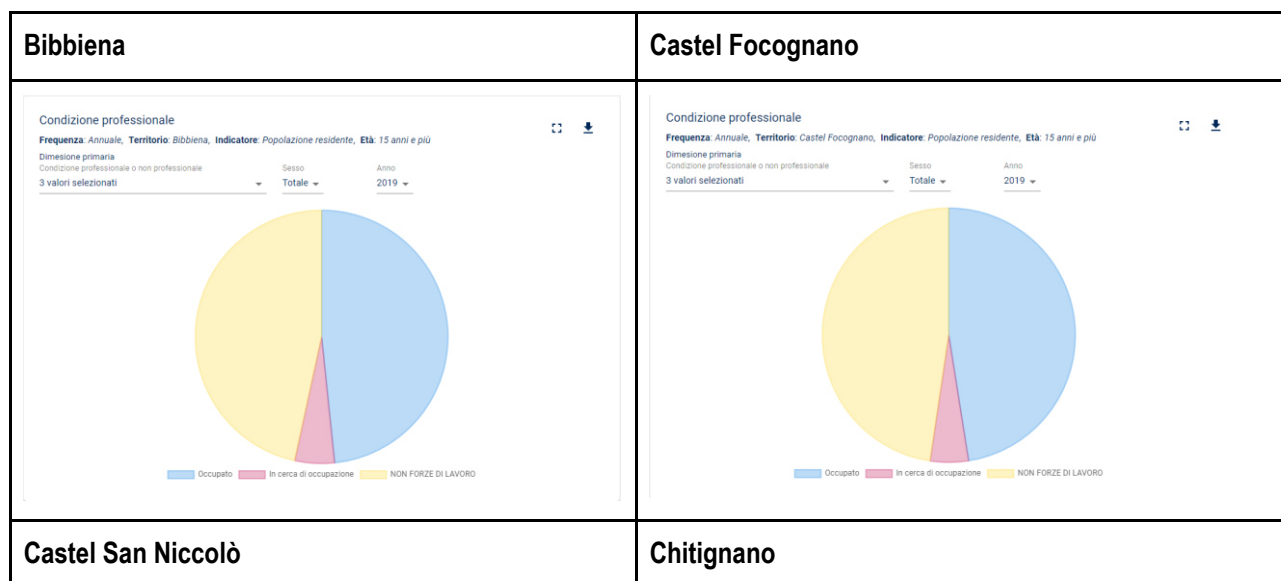 Bibbiena
Castel Focognano
Condizione professionale
Frequenza: Annuale, Territorio: Bibbiena, Indicatore: Popolazione residente, Età: 15 anni e più
Dimesione primaria
Condizione professionale o non professionale Sesso Anno
3 valori selezionati Totale 2019
Occupato In cerca di occupazione NON FORZE DI LAVORO
Condizione professionale
Frequenza: Annuale, Territorio: Castel Focognano, Indicatore: Popolazione residente, Età: 15 anni e più
Dimesione primaria
Condizione professionale o non professionale Sesso Anno
3 valori selezionati Totale 2019
Occupato In cerca di occupazione NON FORZE DI LAVORO
Castel San Niccolò
Chitignano